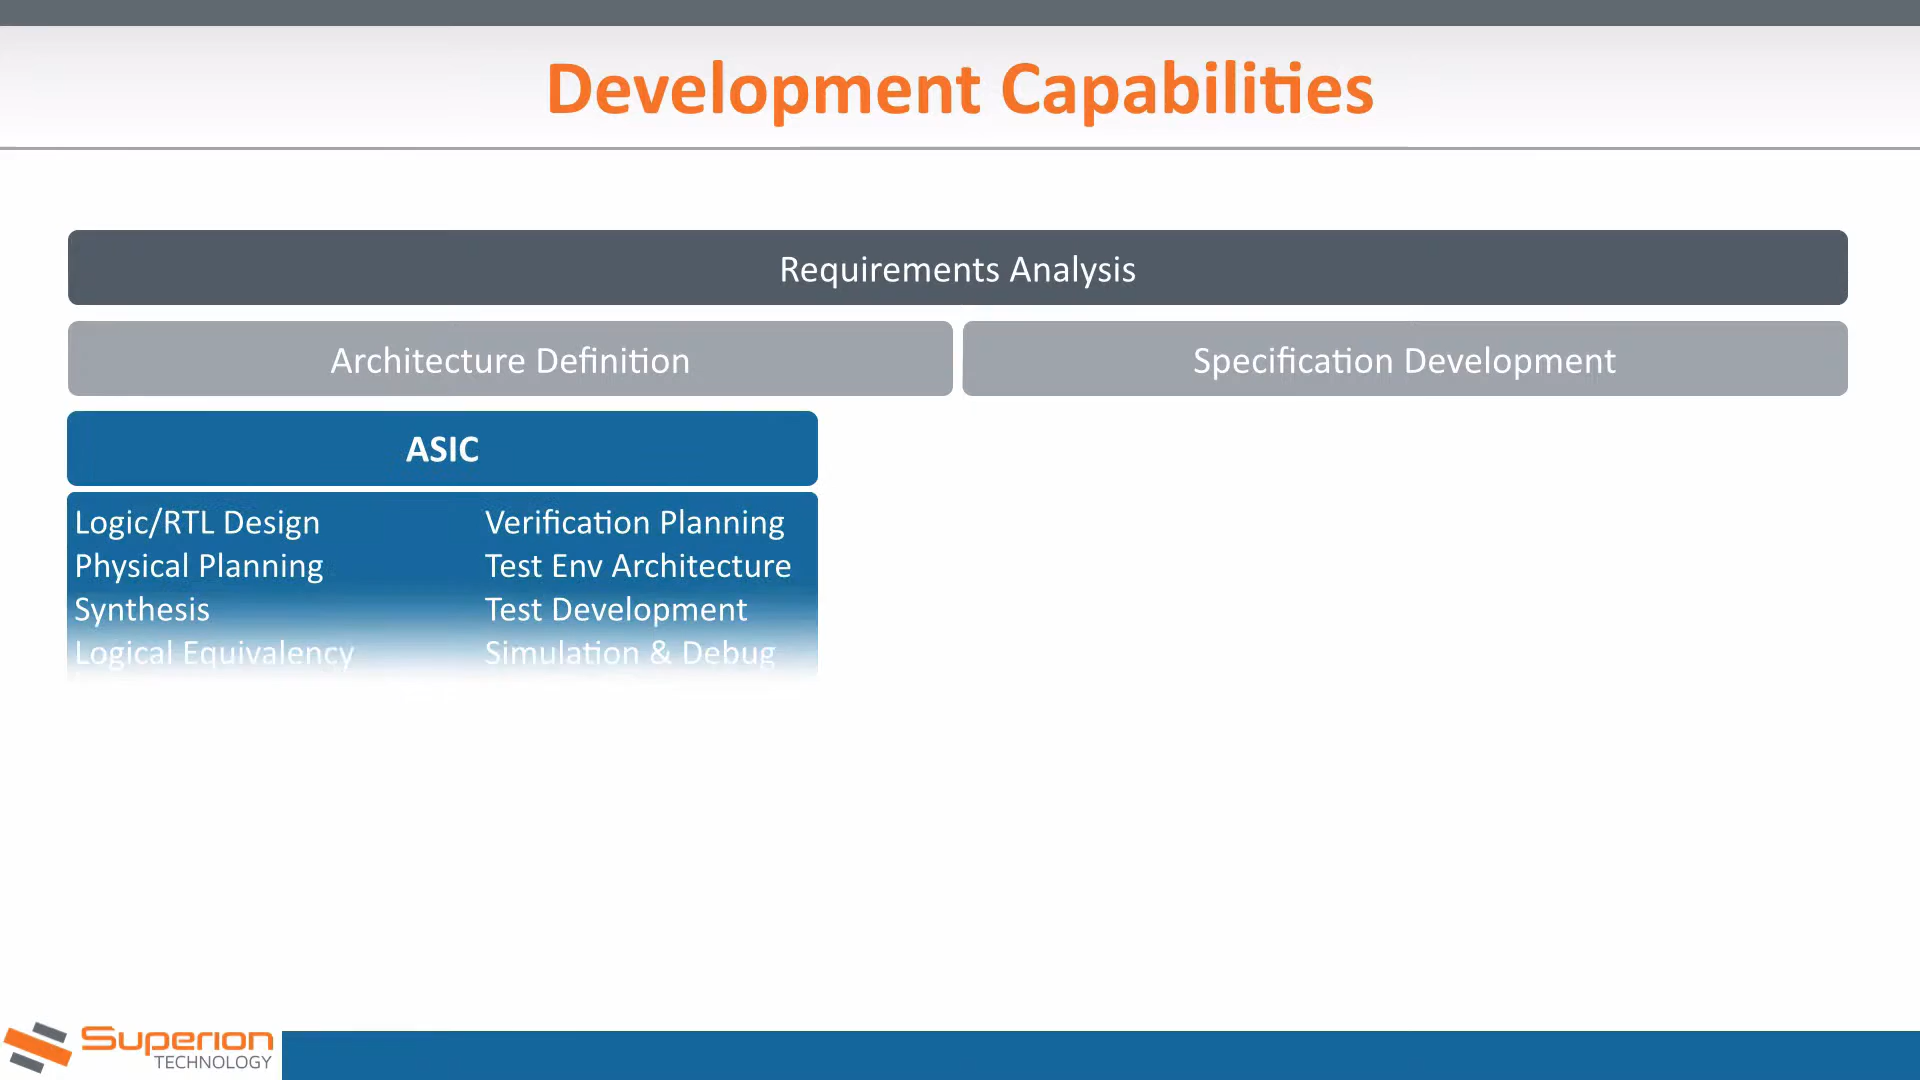 Development Capabilities
Requirements Analysis
Architecture Definition
Specification Development
ASIC
Logic/RTL Design
Physical Planning
Synthesis
Logical Equivalency
Verification Planning
Test Env Architecture
Test Development
Simulation & Debug
Superion
TECHNOLOGY